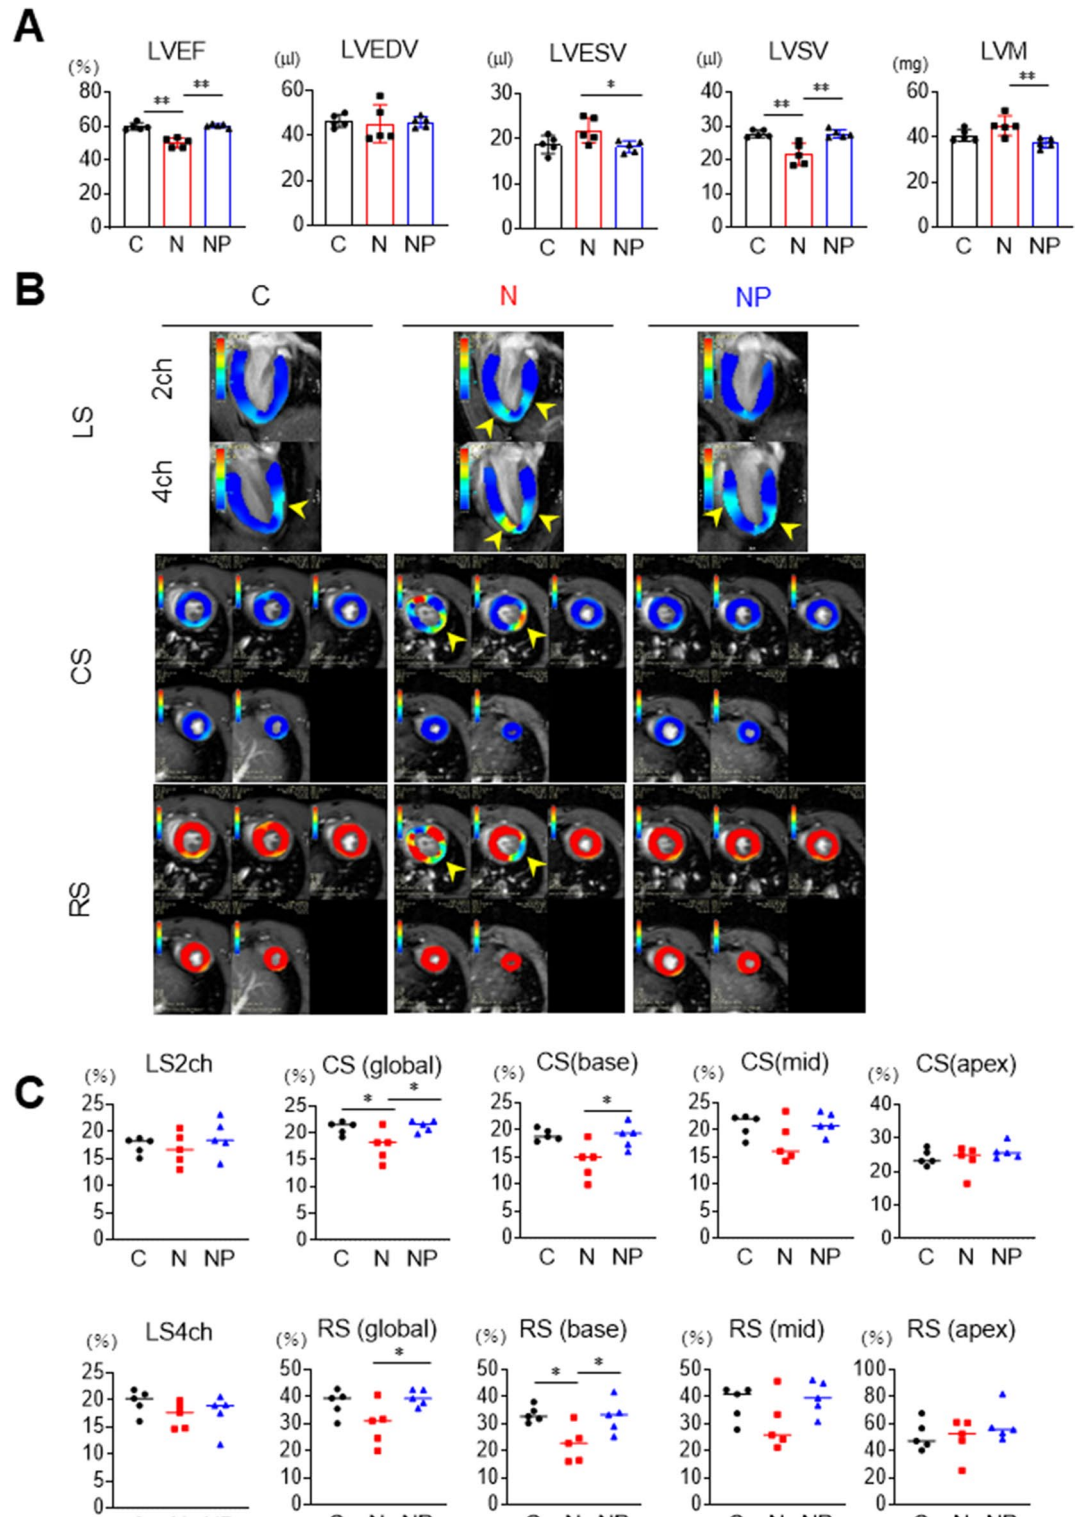 A
LVEF
(%)
**
**
80
60
40
20
0
C N NP
LVEDV
(μl)
60
40
20
0
C N NP
LVESV
(μl)
*
30
20
10
0
C N NP
LVSV
(μl)
**
**
40
30
20
10
0
C N NP
LVM
(mg)
**
60
40
20
0
C N NP
B
C N NP
LS
2ch
4ch
CS
RS
C
LS2ch
(%)
25
20
15
10
5
0
C N NP
CS (global)
(%)
*
*
25
20
15
10
5
0
C N NP
CS(base)
(%)
*
25
20
15
10
5
0
C N NP
CS(mid)
(%)
25
20
15
10
5
0
C N NP
CS(apex)
(%)
40
30
20
10
0
C N NP
LS4ch
(%)
25
20
15
10
5
0
RS (global)
(%)
*
50
40
30
20
10
0
RS (base)
(%)
*
*
50
40
30
20
10
0
RS (mid)
(%)
50
40
30
20
10
0
RS (apex)
(%)
100
80
60
40
20
0